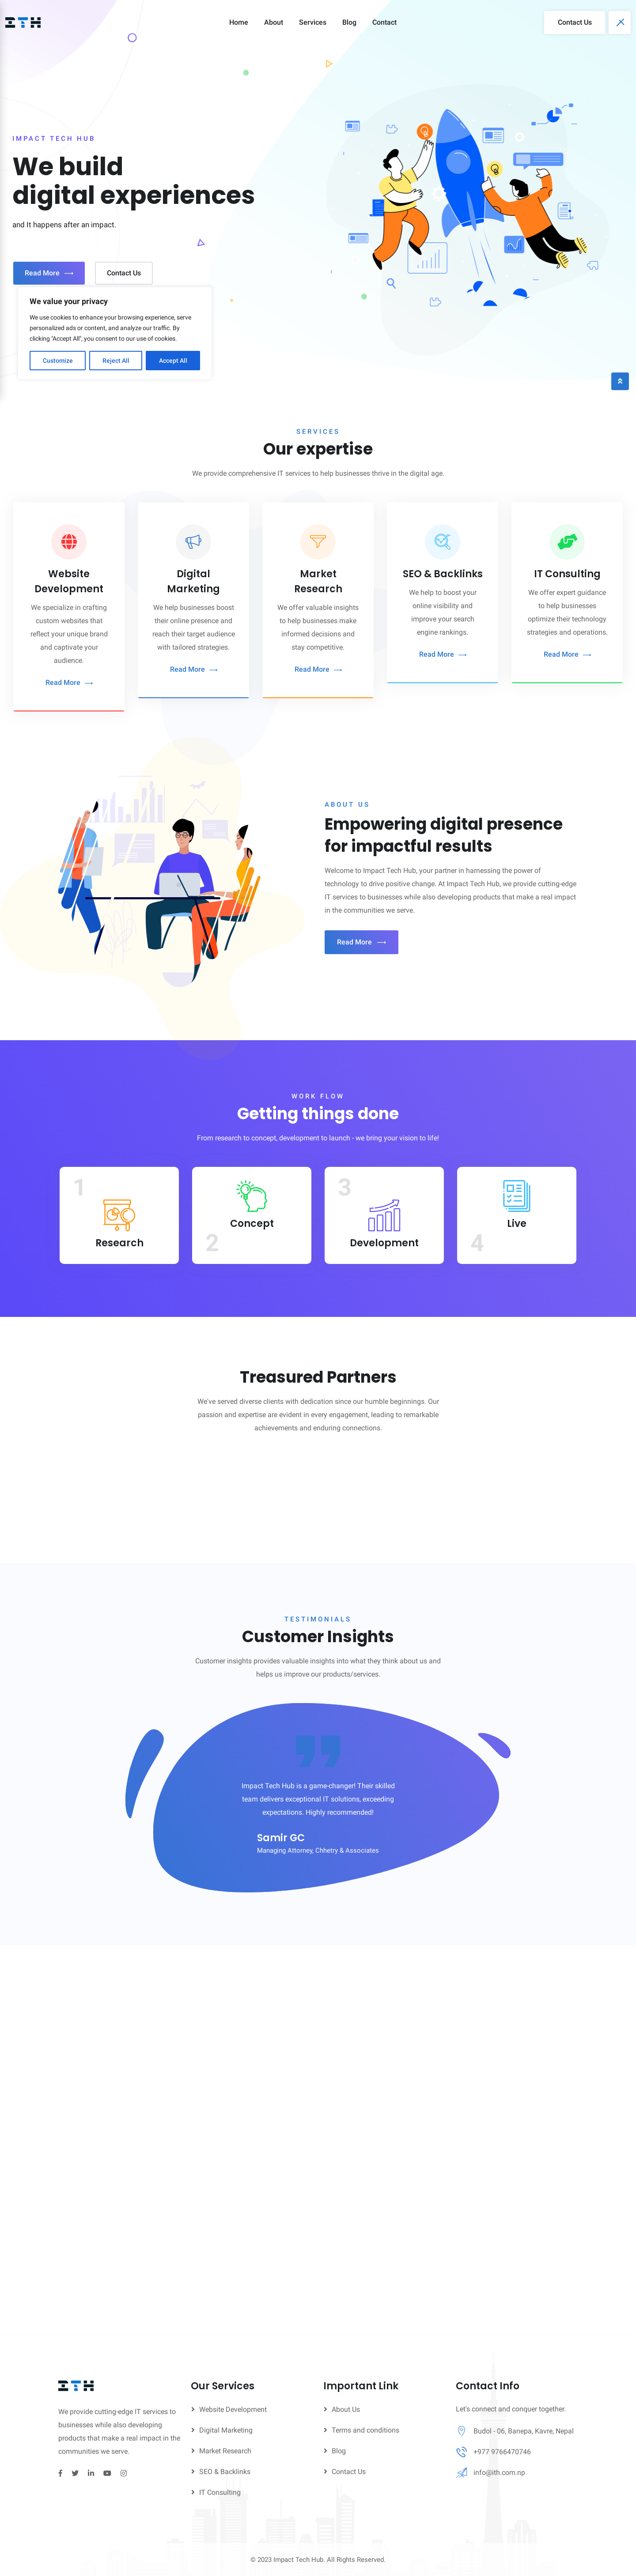 ITH
Home
About
Services
Blog
Contact
Contact Us
IMPACT TECH HUB
We build
digital experiences
and It happens after an impact.
Read More
Contact Us
We value your privacy
We use cookies to enhance your browsing experience, serve
personalized ads or content, and analyze our traffic. By
clicking "Accept All", you consent to our use of cookies.
Customize
Reject All
Accept All
SERVICES
Our expertise
We provide comprehensive IT services to help businesses thrive in the digital age.
Website
Development
We specialize in crafting
custom websites that
reflect your unique brand
and captivate your
audience.
Read More
Digital
Marketing
We help businesses boost
their online presence and
reach their target audience
with tailored strategies.
Read More
Market
Research
We offer valuable insights
to help businesses make
informed decisions and
stay competitive.
Read More
SEO & Backlinks
We help to boost your
online visibility and
improve your search
engine rankings.
Read More
IT Consulting
We offer expert guidance
to help businesses
optimize their technology
strategies and operations.
Read More
ABOUT US
Empowering digital presence
for impactful results
Welcome to Impact Tech Hub, your partner in harnessing the power of
technology to drive positive change. At Impact Tech Hub, we provide cutting-edge
IT services to businesses while also developing products that make a real impact
in the communities we serve.
Read More
WORK FLOW
Getting things done
From research to concept, development to launch - we bring your vision to life!
1
Research
Concept
2
3
Development
Live
4
Treasured Partners
We've served diverse clients with dedication since our humble beginnings. Our
passion and expertise are evident in every engagement, leading to remarkable
achievements and enduring connections.
TESTIMONIALS
Customer Insights
Customer insights provides valuable insights into what they think about us and
helps us improve our products/services.
Impact Tech Hub is a game-changer! Their skilled
team delivers exceptional IT solutions, exceeding
expectations. Highly recommended!
Samir GC
Managing Attorney, Chhetry & Associates
ITH
We provide cutting-edge IT services to
businesses while also developing
products that make a real impact in the
communities we serve.
Our Services
Website Development
Digital Marketing
Market Research
SEO & Backlinks
IT Consulting
Important Link
About Us
Terms and conditions
Blog
Contact Us
Contact Info
Let's connect and conquer together.
Budol - 06, Banepa, Kavre, Nepal
+977 9766470746
info@ith.com.np
© 2023 Impact Tech Hub. All Rights Reserved.